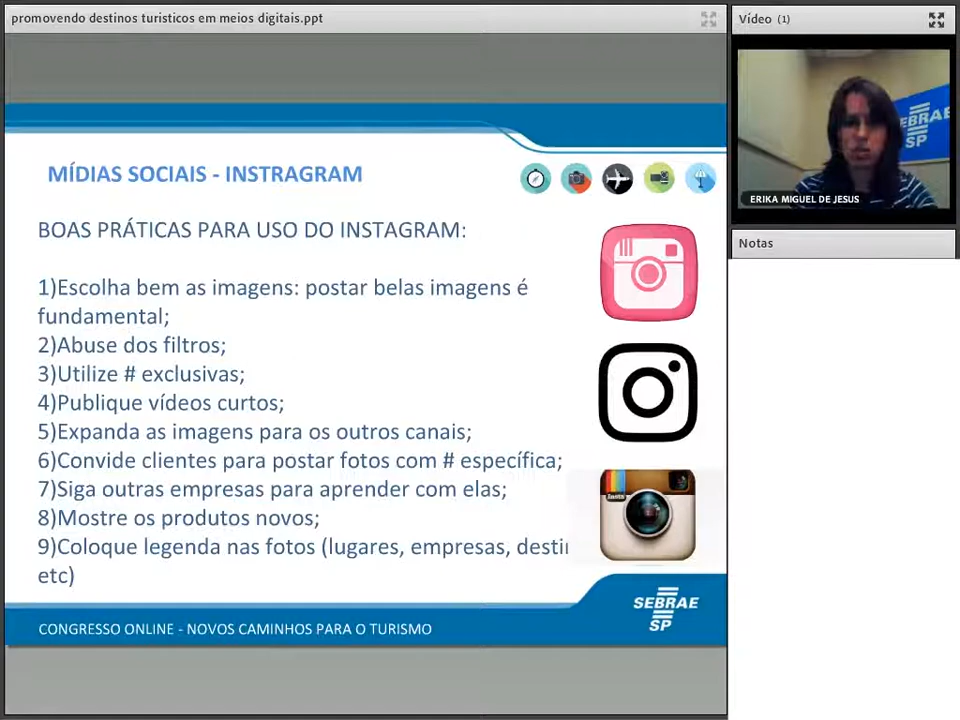 promovendo destinos turisticos em meios digitais.ppt
Vídeo (1)
SEBRAE
SP
ERIKA MIGUEL DE JESUS
Notas
MÍDIAS SOCIAIS - INSTRAGRAM
BOAS PRÁTICAS PARA USO DO INSTAGRAM:
1)Escolha bem as imagens: postar belas imagens é
fundamental;
2)Abuse dos filtros;
3)Utilize # exclusivas;
4)Publique vídeos curtos;
5)Expanda as imagens para os outros canais;
6)Convide clientes para postar fotos com # específica;
7)Siga outras empresas para aprender com elas;
8)Mostre os produtos novos;
9)Coloque legenda nas fotos (lugares, empresas,
etc)
SEBRAE
SP
CONGRESSO ONLINE - NOVOS CAMINHOS PARA O TURISMO